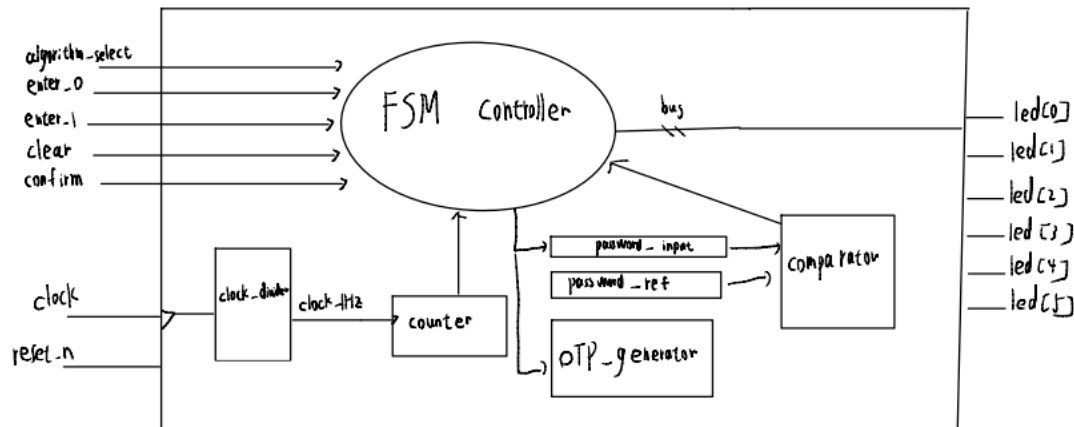 algorithm_select
enter_0
enter_1
clear
confirm
FSM controller
bus
led[0]
led[1]
led[2]
led[3]
led[4]
led[5]
password_input
password_ref
comparator
clock
reset_n
clock_divider
clock_1Hz
counter
OTP_generator